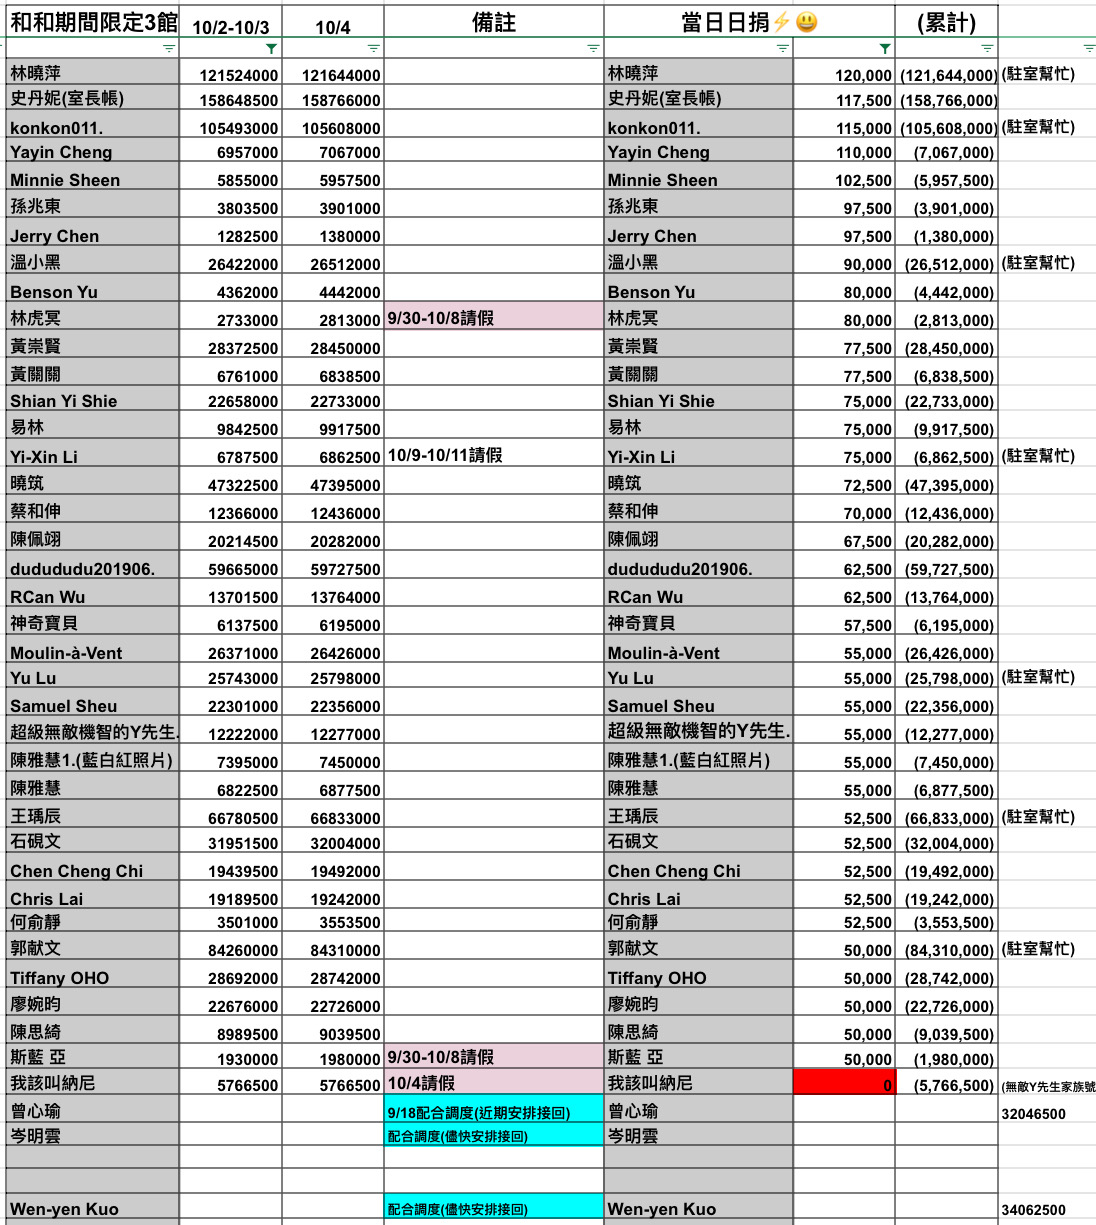 和和期間限定3館 10/2-10/3 10/4 備註 當日日捐⚡😃 (累計)
林曉萍 121524000 121644000 林曉萍 120,000 (121,644,000) (駐室幫忙)
史丹妮(室長帳) 158648500 158766000 史丹妮(室長帳) 117,500 (158,766,000)
konkon011. 105493000 105608000 konkon011. 115,000 (105,608,000) (駐室幫忙)
Yayin Cheng 6957000 7067000 Yayin Cheng 110,000 (7,067,000)
Minnie Sheen 5855000 5957500 Minnie Sheen 102,500 (5,957,500)
孫兆東 3803500 3901000 孫兆東 97,500 (3,901,000)
Jerry Chen 1282500 1380000 Jerry Chen 97,500 (1,380,000)
溫小黑 26422000 26512000 溫小黑 90,000 (26,512,000) (駐室幫忙)
Benson Yu 4362000 4442000 Benson Yu 80,000 (4,442,000)
林虎冥 2733000 2813000 9/30-10/8請假 林虎冥 80,000 (2,813,000)
黃崇賢 28372500 28450000 黃崇賢 77,500 (28,450,000)
黃關關 6761000 6838500 黃關關 77,500 (6,838,500)
Shian Yi Shie 22658000 22733000 Shian Yi Shie 75,000 (22,733,000)
易林 9842500 9917500 易林 75,000 (9,917,500)
Yi-Xin Li 6787500 6862500 10/9-10/11請假 Yi-Xin Li 75,000 (6,862,500) (駐室幫忙)
曉筑 47322500 47395000 曉筑 72,500 (47,395,000)
蔡和伸 12366000 12436000 蔡和伸 70,000 (12,436,000)
陳佩翊 20214500 20282000 陳佩翊 67,500 (20,282,000)
dudududu201906. 59665000 59727500 dudududu201906. 62,500 (59,727,500)
RCan Wu 13701500 13764000 RCan Wu 62,500 (13,764,000)
神奇寶貝 6137500 6195000 神奇寶貝 57,500 (6,195,000)
Moulin-à-Vent 26371000 26426000 Moulin-à-Vent 55,000 (26,426,000)
Yu Lu 25743000 25798000 Yu Lu 55,000 (25,798,000) (駐室幫忙)
Samuel Sheu 22301000 22356000 Samuel Sheu 55,000 (22,356,000)
超級無敵機智的Y先生. 12222000 12277000 超級無敵機智的Y先生. 55,000 (12,277,000)
陳雅慧1.(藍白紅照片) 7395000 7450000 陳雅慧1.(藍白紅照片) 55,000 (7,450,000)
陳雅慧 6822500 6877500 陳雅慧 55,000 (6,877,500)
王瑀辰 66780500 66833000 王瑀辰 52,500 (66,833,000) (駐室幫忙)
石硯文 31951500 32004000 石硯文 52,500 (32,004,000)
Chen Cheng Chi 19439500 19492000 Chen Cheng Chi 52,500 (19,492,000)
Chris Lai 19189500 19242000 Chris Lai 52,500 (19,242,000)
何俞靜 3501000 3553500 何俞靜 52,500 (3,553,500)
郭献文 84260000 84310000 郭献文 50,000 (84,310,000) (駐室幫忙)
Tiffany OHO 28692000 28742000 Tiffany OHO 50,000 (28,742,000)
廖婉昀 22676000 22726000 廖婉昀 50,000 (22,726,000)
陳思綺 8989500 9039500 陳思綺 50,000 (9,039,500)
斯藍 亞 1930000 1980000 9/30-10/8請假 斯藍 亞 50,000 (1,980,000)
我該叫納尼 5766500 5766500 10/4請假 我該叫納尼 0 (5,766,500) (無敵Y先生家族號
曾心瑜 9/18配合調度(近期安排接回) 曾心瑜 32046500
岑明雲 配合調度(儘快安排接回) 岑明雲
Wen-yen Kuo 配合調度(儘快安排接回) Wen-yen Kuo 34062500